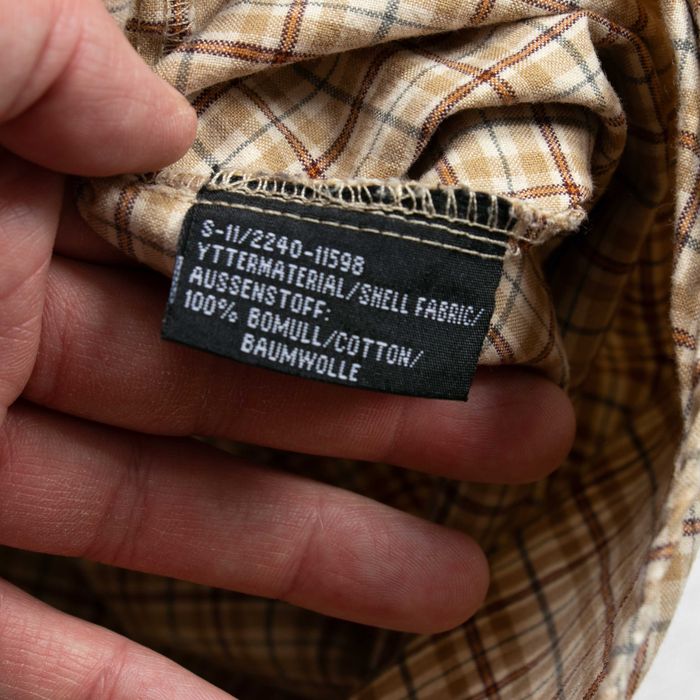 S-11/2240-11598
YTTERMATERIAL/SHELL FABRIC/
AUSSENSTOFF:
100% BOMULL/COTTON/
BAUMWOLLE